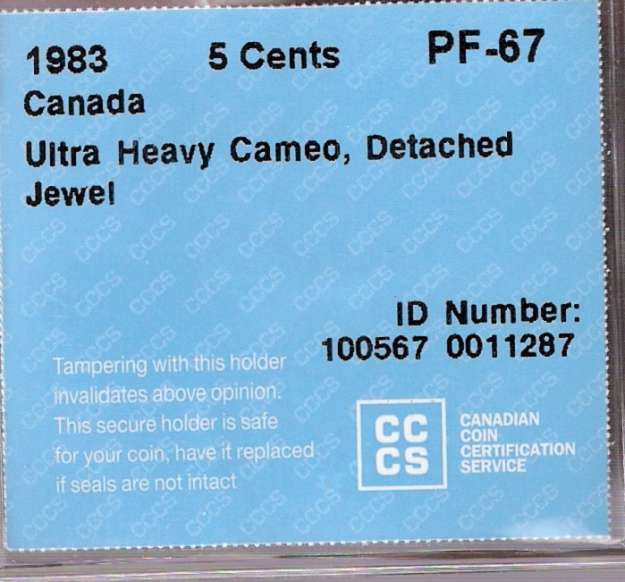 1983 5 Cents PF-67
Canada
Ultra Heavy Cameo, Detached
Jewel
ID Number:
100567 0011287
Tampering with this holder
invalidates above opinion.
This secure holder is safe
for your coin, have it replaced
if seals are not intact
CC
CS
CANADIAN
COIN
CERTIFICATION
SERVICE